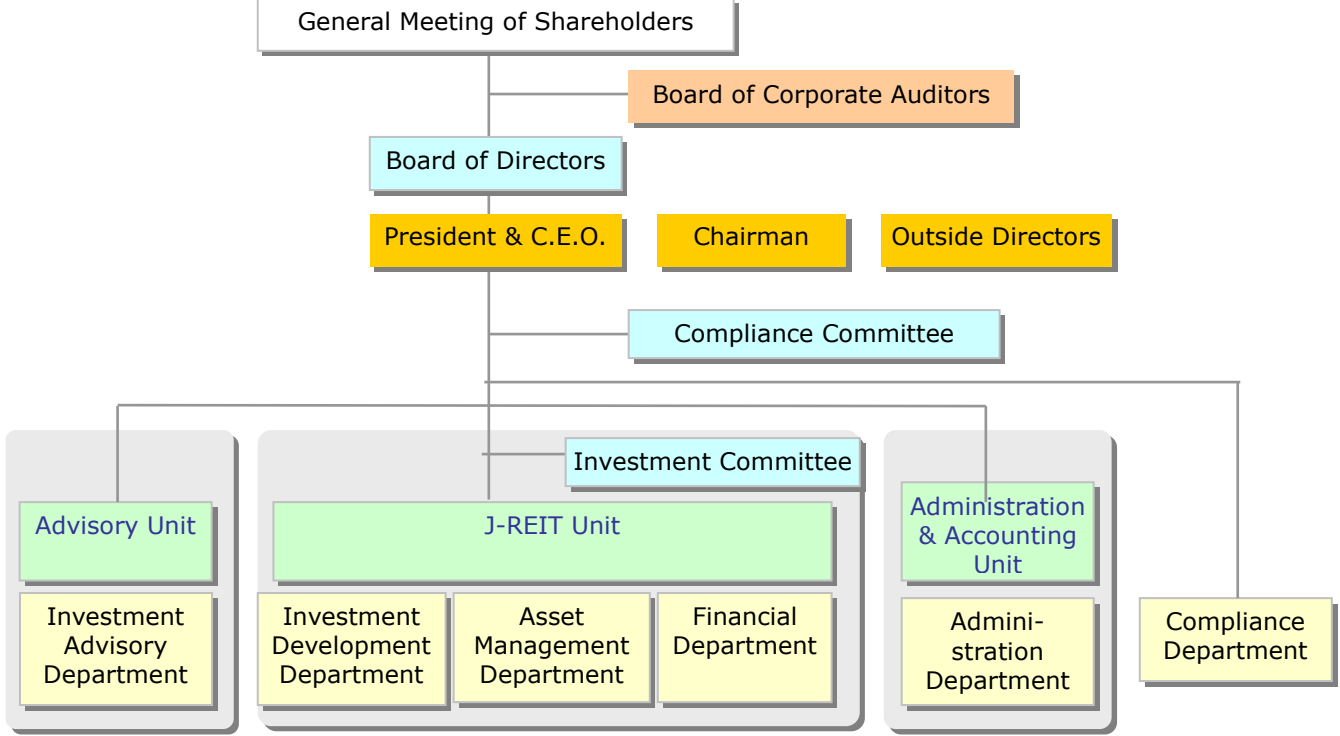 General Meeting of Shareholders
Board of Corporate Auditors
Board of Directors
President & C.E.O.
Chairman
Outside Directors
Compliance Committee
Investment Committee
Advisory Unit
J-REIT Unit
Administration
& Accounting
Unit
Investment
Advisory
Department
Investment
Development
Department
Asset
Management
Department
Financial
Department
Admini-
stration
Department
Compliance
Department